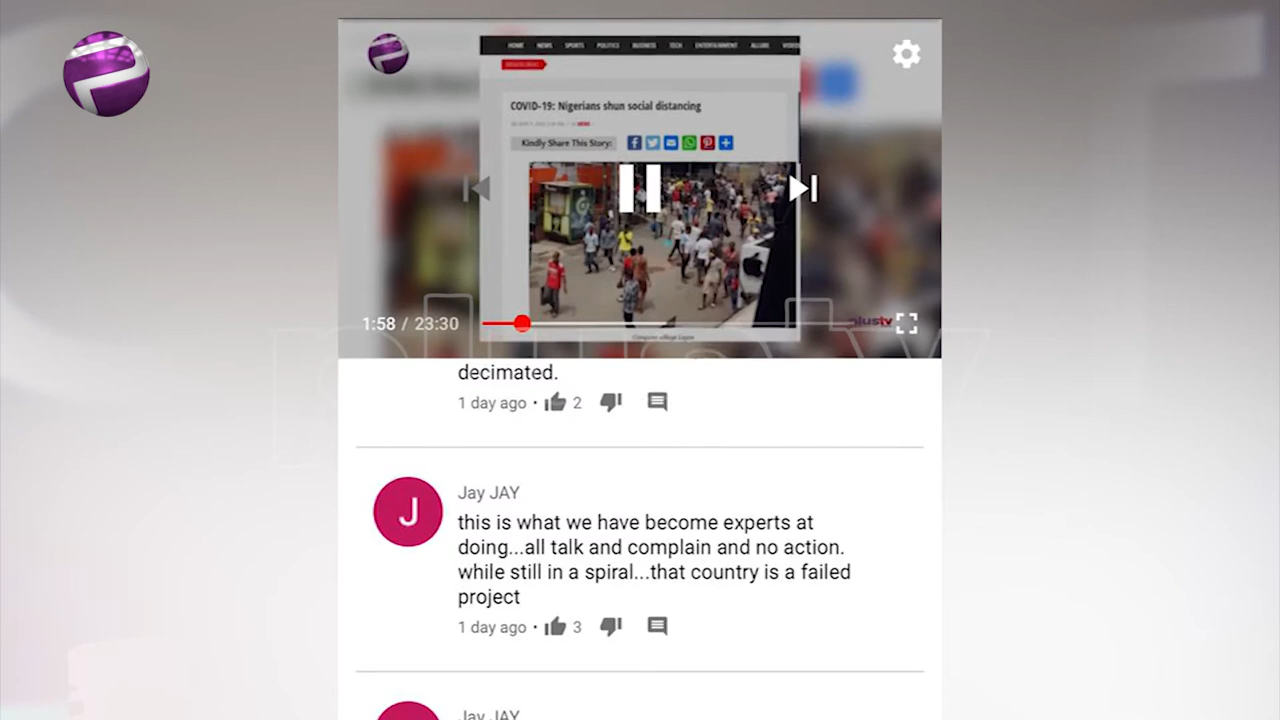 HOME NEWS SPORTS POLITICS BUSINESS TECH ENTERTAINMENT ALLURE VIDEOS
COVID-19: Nigerians shun social distancing
Kindly Share This Story:
1:58 / 23:30
plustv
decimated.
1 day ago • 2
J
Jay JAY
this is what we have become experts at
doing...all talk and complain and no action.
while still in a spiral...that country is a failed
project
1 day ago • 3
Jay JAY